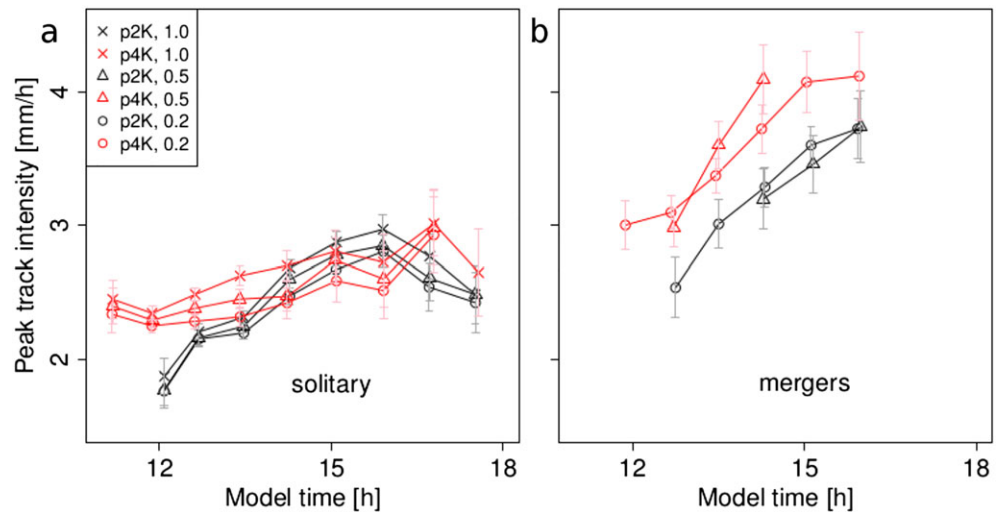 a
p2K, 1.0
p4K, 1.0
p2K, 0.5
p4K, 0.5
p2K, 0.2
p4K, 0.2
Peak track intensity [mm/h]
4
3
2
solitary
12 15 18
Model time [h]
b
mergers
12 15 18
Model time [h]